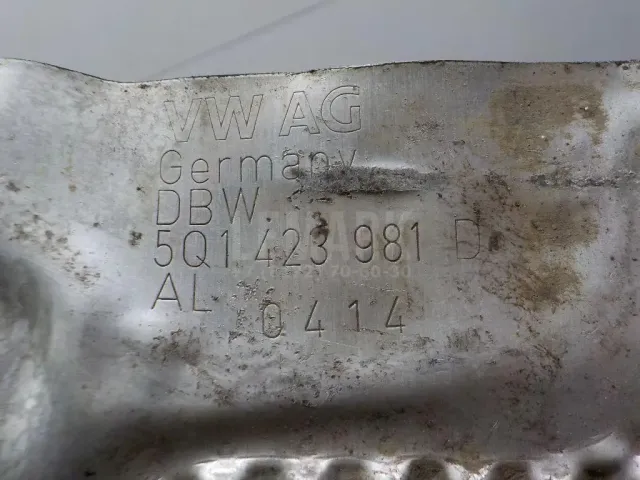 VW AG
Germany
DBW
5Q1 423 981 D
AL
0414